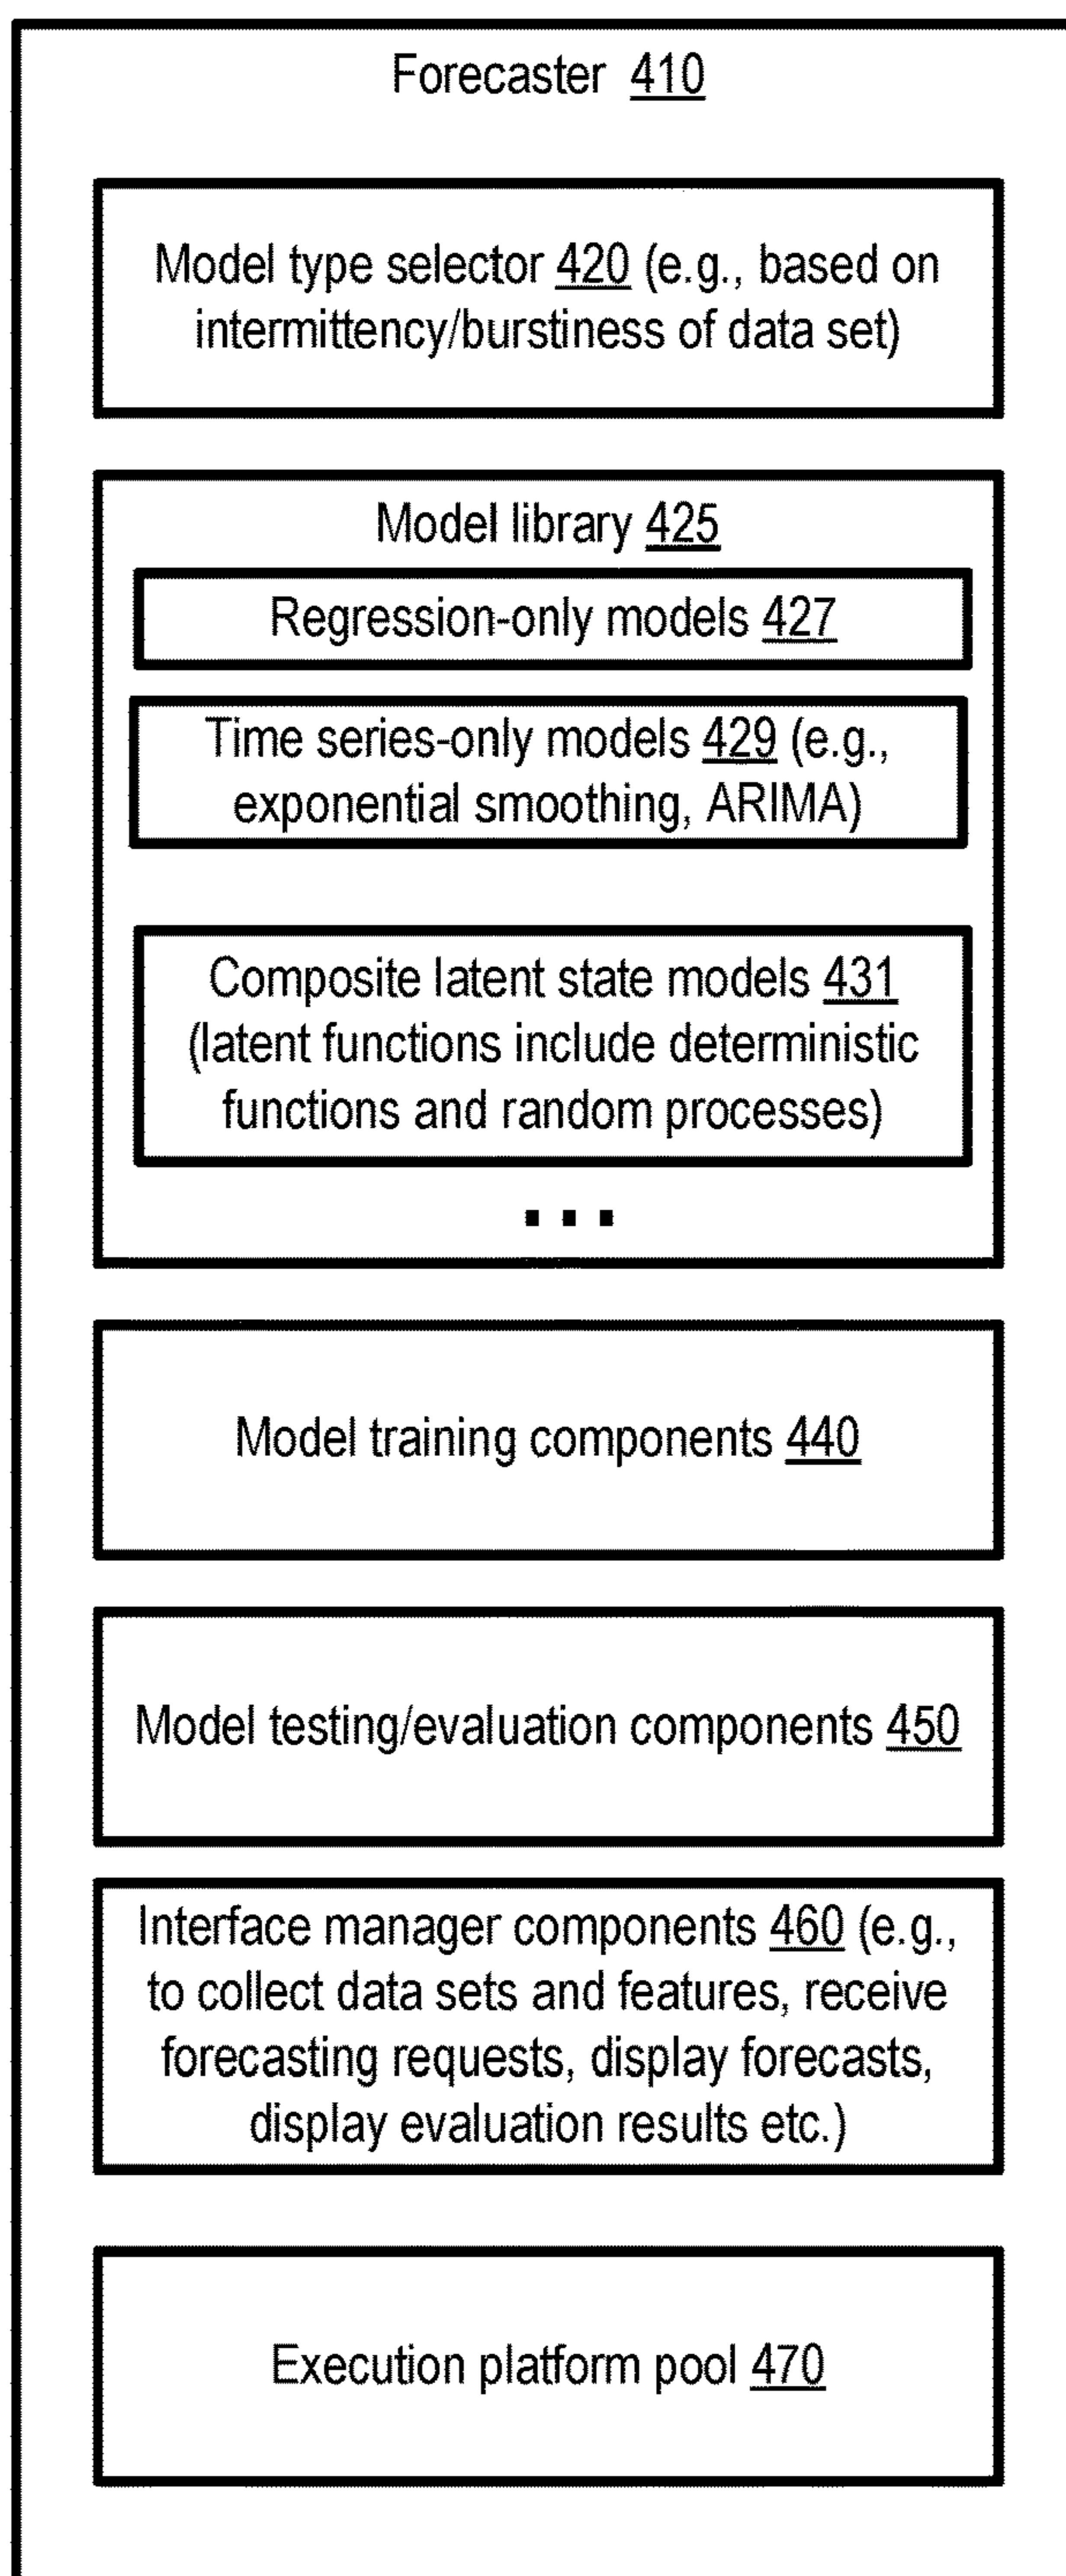 Forecaster 410
Model type selector 420 (e.g., based on
intermittency/burstiness of data set)
Model library 425
Regression-only models 427
Time series-only models 429 (e.g.,
exponential smoothing, ARIMA)
Composite latent state models 431
(latent functions include deterministic
functions and random processes)
...
Model training components 440
Model testing/evaluation components 450
Interface manager components 460 (e.g.,
to collect data sets and features, receive
forecasting requests, display forecasts,
display evaluation results etc.)
Execution platform pool 470